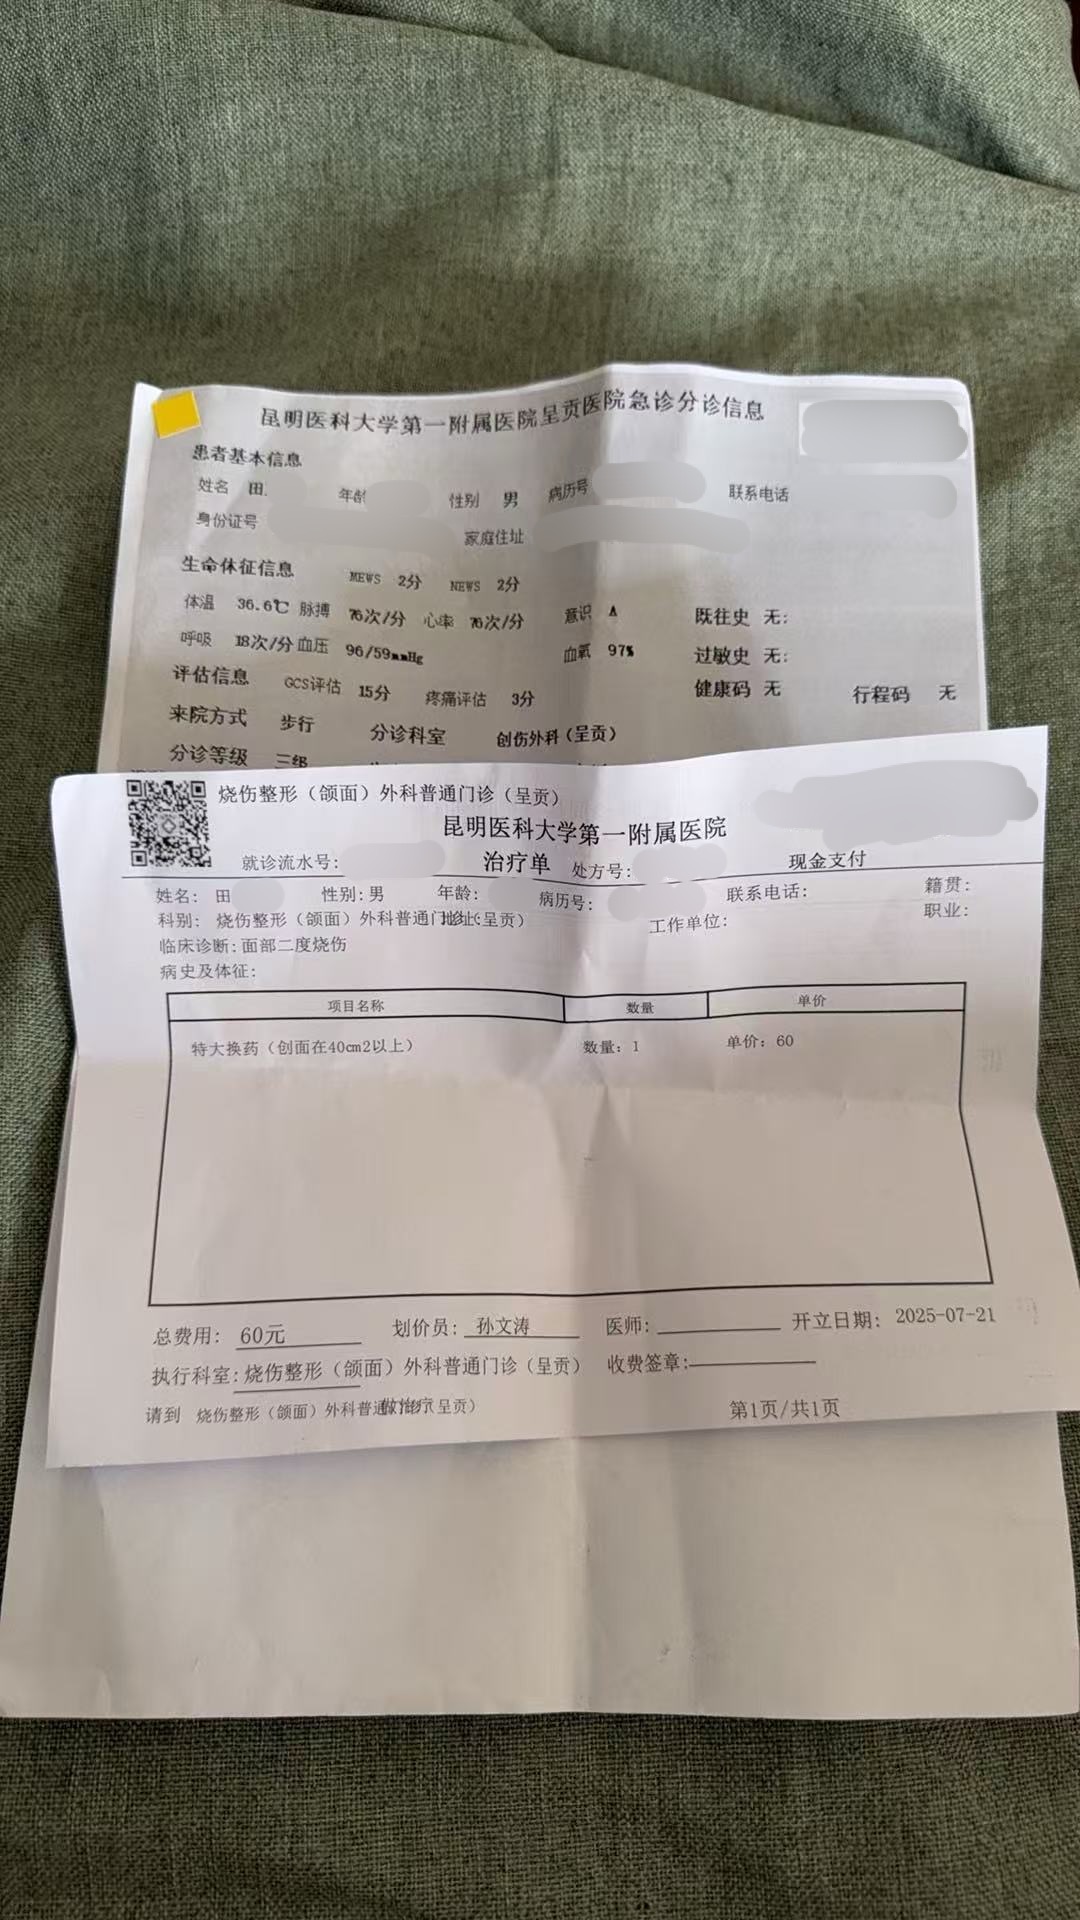 昆明医科大学第一附属医院呈贡医院急诊分诊信息
患者基本信息
姓名 田 年龄 性别 男 病历号 联系电话
身份证号 家庭住址
生命体征信息 MEWS 2分 NEWS 2分
体温 36.6℃ 脉搏 76次/分 心率 76次/分 意识 A 既往史 无:
呼吸 18次/分 血压 96/59mmHg 血氧 97% 过敏史 无:
评估信息 GCS评估 15分 疼痛评估 3分 健康码 无 行程码 无
来院方式 步行 分诊科室 创伤外科(呈贡)
分诊等级 三级
烧伤整形(颌面)外科普通门诊(呈贡)
昆明医科大学第一附属医院
就诊流水号: 治疗单 处方号: 现金支付
姓名: 田 性别:男 年龄: 病历号: 联系电话: 籍贯:
科别: 烧伤整形(颌面)外科普通门诊(呈贡) 地址: 工作单位: 职业:
临床诊断:面部二度烧伤
病史及体征:
项目名称 数量 单价
特大换药(创面在40cm2以上) 数量:1 单价:60
总费用: 60元 划价员: 孙文涛 医师: 开立日期: 2025-07-21
执行科室:烧伤整形(颌面)外科普通门诊(呈贡) 收费签章:
请到 烧伤整形(颌面)外科普通门诊(呈贡) 做治疗
第1页/共1页